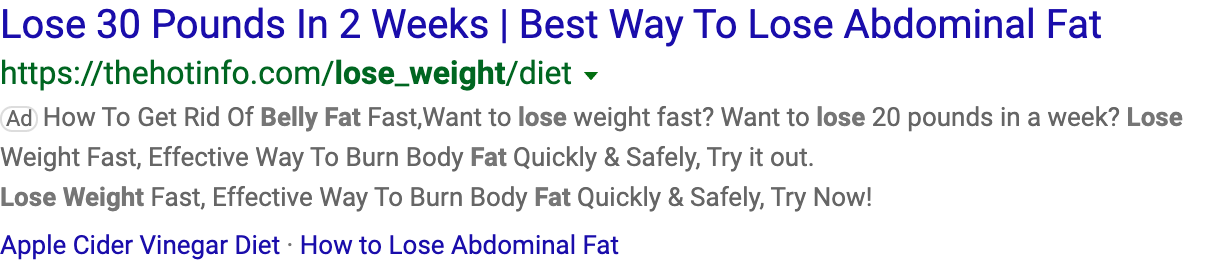 Lose 30 Pounds In 2 Weeks | Best Way To Lose Abdominal Fat
https://thehotinfo.com/lose_weight/diet
Ad How To Get Rid Of Belly Fat Fast,Want to lose weight fast? Want to lose 20 pounds in a week? Lose
Weight Fast, Effective Way To Burn Body Fat Quickly & Safely, Try it out.
Lose Weight Fast, Effective Way To Burn Body Fat Quickly & Safely, Try Now!
Apple Cider Vinegar Diet · How to Lose Abdominal Fat